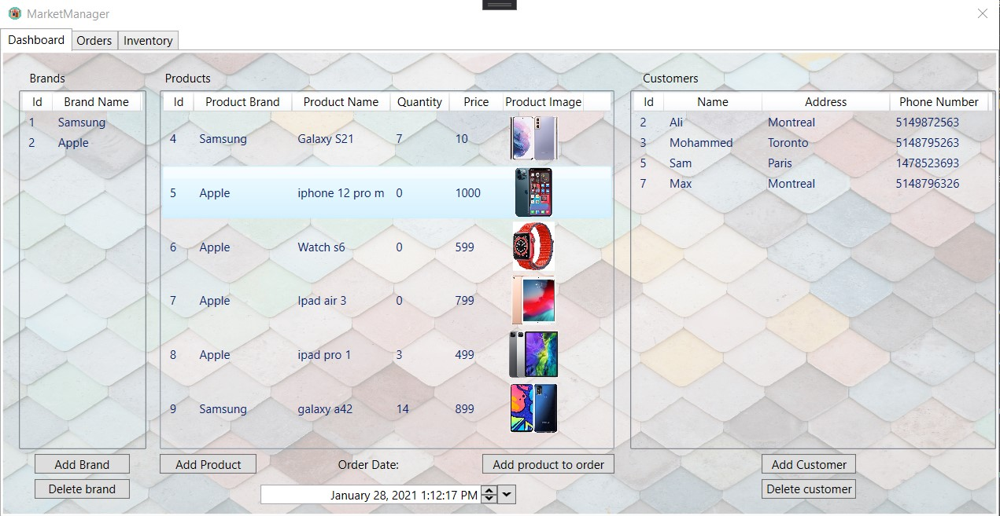 MarketManager
Dashboard Orders Inventory
Brands Products Customers
Id Brand Name Id Product Brand Product Name Quantity Price Product Image Id Name Address Phone Number
1 Samsung
2 Apple
4 Samsung Galaxy S21 7 10
5 Apple iphone 12 pro m 0 1000
6 Apple Watch s6 0 599
7 Apple Ipad air 3 0 799
8 Apple ipad pro 1 3 499
9 Samsung galaxy a42 14 899
2 Ali Montreal 5149872563
3 Mohammed Toronto 5148795263
5 Sam Paris 1478523693
7 Max Montreal 5148796326
Add Brand Add Product Order Date: Add product to order Add Customer
Delete brand January 28, 2021 1:12:17 PM Delete customer